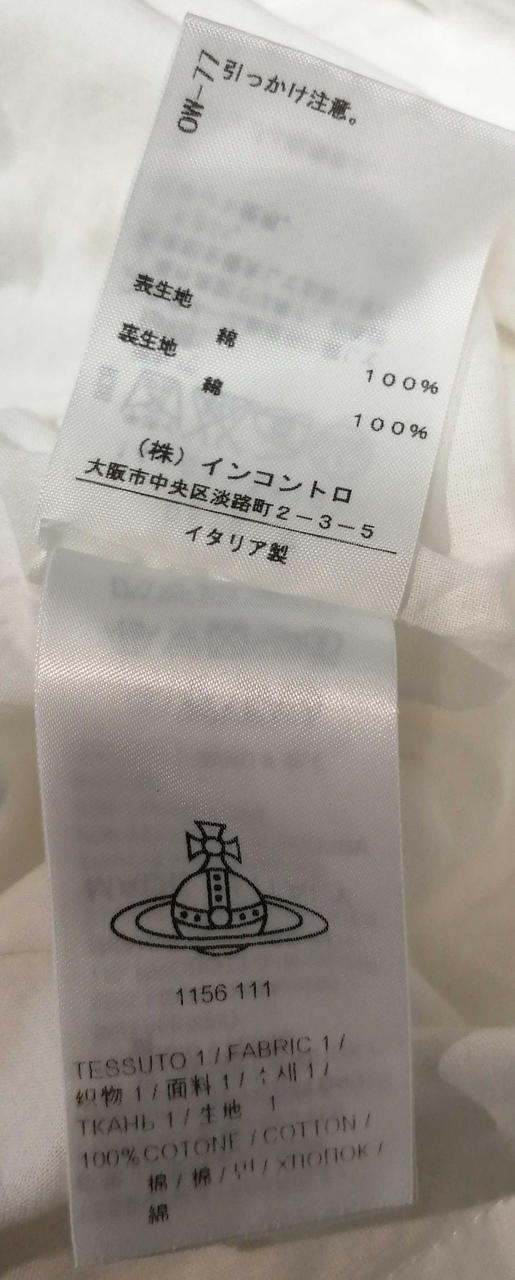 引っかけ注意。
OW-77
表生地
綿
100%
裏生地
綿
100%
(株)インコントロ
大阪市中央区淡路町2-3-5
イタリア製
1156 111
TESSUTO 1 / FABRIC 1 /
织物 1 / 面料 1 / 1 /
ТКАНЬ 1 / 生地 1
100%COTONE / COTTON /
棉 / 棉 / / ХЛОПОК /
綿